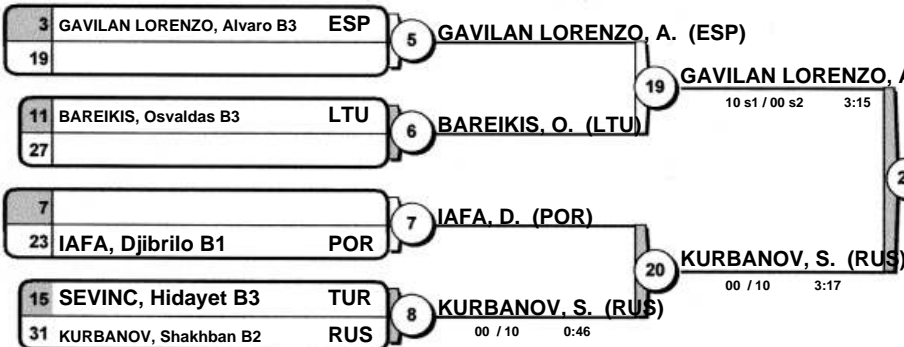 3 GAVILAN LORENZO, Alvaro B3 ESP
19
5 GAVILAN LORENZO, A. (ESP)
11 BAREIKIS, Osvaldas B3 LTU
27
6 BAREIKIS, O. (LTU)
19 GAVILAN LORENZO,
10 s1 / 00 s2 3:15
7
23 IAFA, Djibrilo B1 POR
7 IAFA, D. (POR)
15 SEVINC, Hidayet B3 TUR
31 KURBANOV, Shakhban B2 RUS
8 KURBANOV, S. (RUS)
00 / 10 0:46
20 KURBANOV, S. (RUS)
00 / 10 3:17